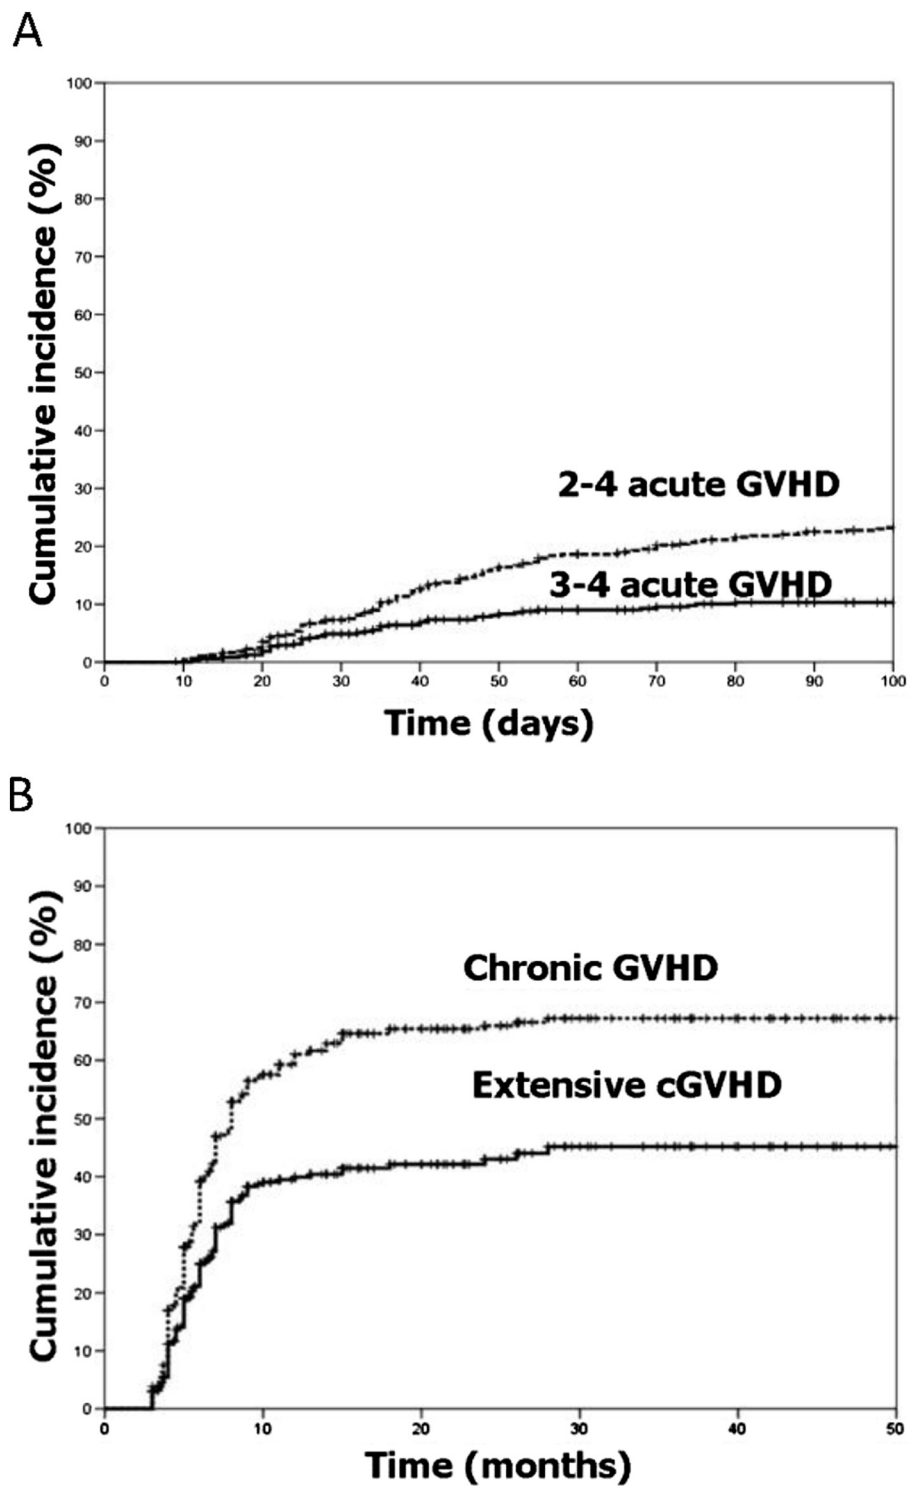 A
Cumulative incidence (%)
100
90
80
70
60
50
40
30
20
10
0
2-4 acute GVHD
3-4 acute GVHD
0 10 20 30 40 50 60 70 80 90 100
Time (days)
B
Cumulative incidence (%)
100
90
80
70
60
50
40
30
20
10
0
Chronic GVHD
Extensive cGVHD
0 10 20 30 40 50
Time (months)